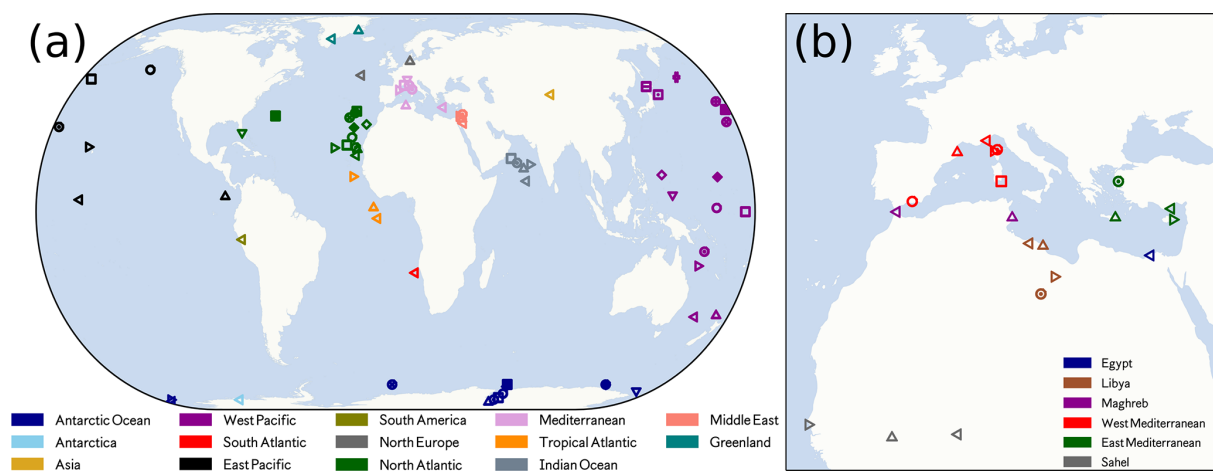 (a)
(b)
Antarctic Ocean
West Pacific
South America
Mediterranean
Middle East
Antarctica
South Atlantic
North Europe
Tropical Atlantic
Greenland
Asia
East Pacific
North Atlantic
Indian Ocean
Egypt
Libya
Maghreb
West Mediterranean
East Mediterranean
Sahel